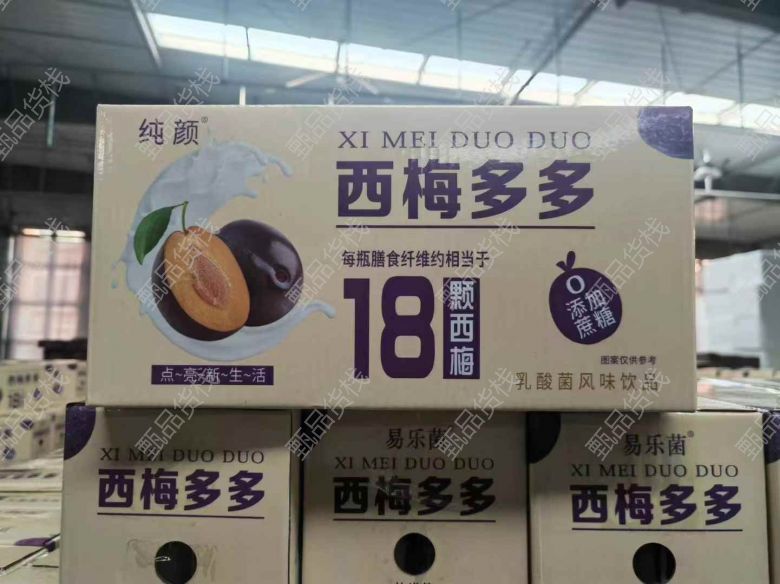 纯颜®
XI MEI DUO DUO
西梅多多
每瓶膳食纤维约相当于
18颗西梅
0添加蔗糖
点~亮~新~生~活
图案仅供参考
乳酸菌风味饮品
XI MEI DUO DUO
西梅多多
易乐菌
XI MEI DUO DUO
西梅多多
易乐菌®
XI MEI DUO DUO
西梅多多
甄品货栈